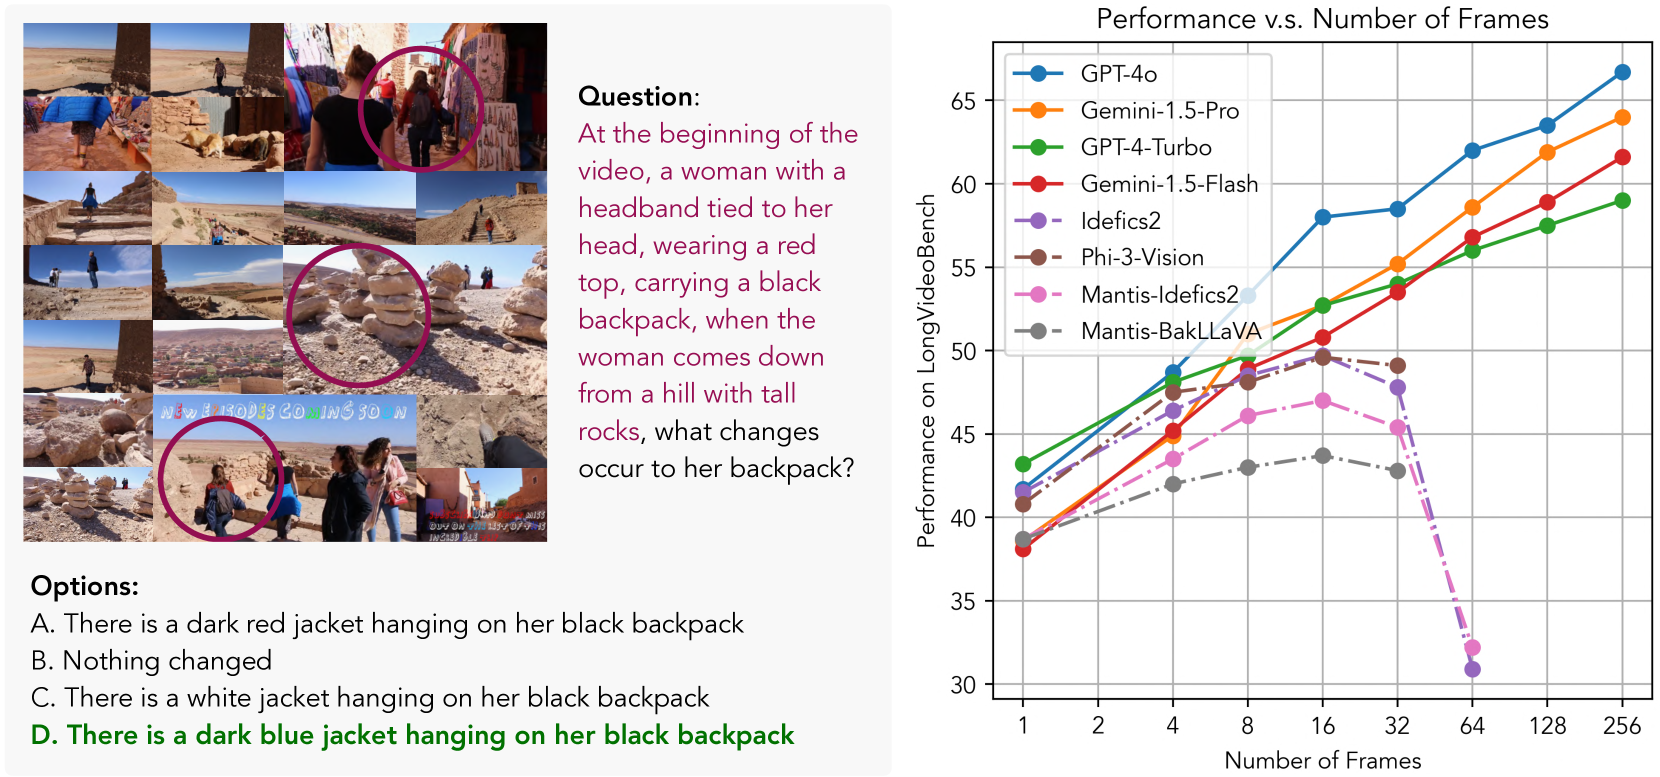 NEW EPISODES COMING SOON
Question:
At the beginning of the
video, a woman with a
headband tied to her
head, wearing a red
top, carrying a black
backpack, when the
woman comes down
from a hill with tall
rocks, what changes
occur to her backpack?
Options:
A. There is a dark red jacket hanging on her black backpack
B. Nothing changed
C. There is a white jacket hanging on her black backpack
D. There is a dark blue jacket hanging on her black backpack
Performance v.s. Number of Frames
GPT-4o
Gemini-1.5-Pro
GPT-4-Turbo
Gemini-1.5-Flash
Idefics2
Phi-3-Vision
Mantis-Idefics2
Mantis-BakLLaVA
Performance on LongVideoBench
65
60
55
50
45
40
35
30
1 2 4 8 16 32 64 128 256
Number of Frames